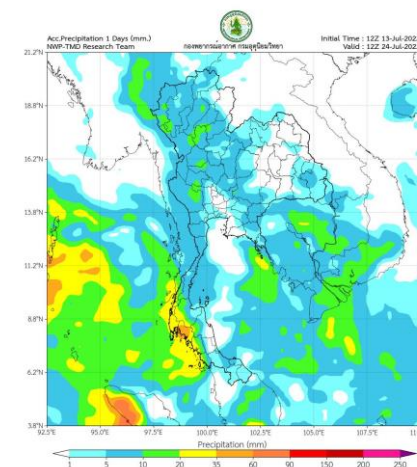 Acc.Precipitation 1 Days (mm.)
Initial Time : 12Z 13-Jul-202
NWP-TMD Research Team
กองพยากรณ์อากาศ กรมอุตุนิยมวิทยา
Valid : 12Z 24-Jul-202
21.2°N
18.8°N
16.2°N
13.8°N
11.2°N
8.8°N
6.2°N
3.8°N
92.5°E 95.0°E 97.5°E 100.0°E 102.5°E 105.0°E 107.5°E
Precipitation (mm)
1 5 10 20 35 60 90 150 200 250